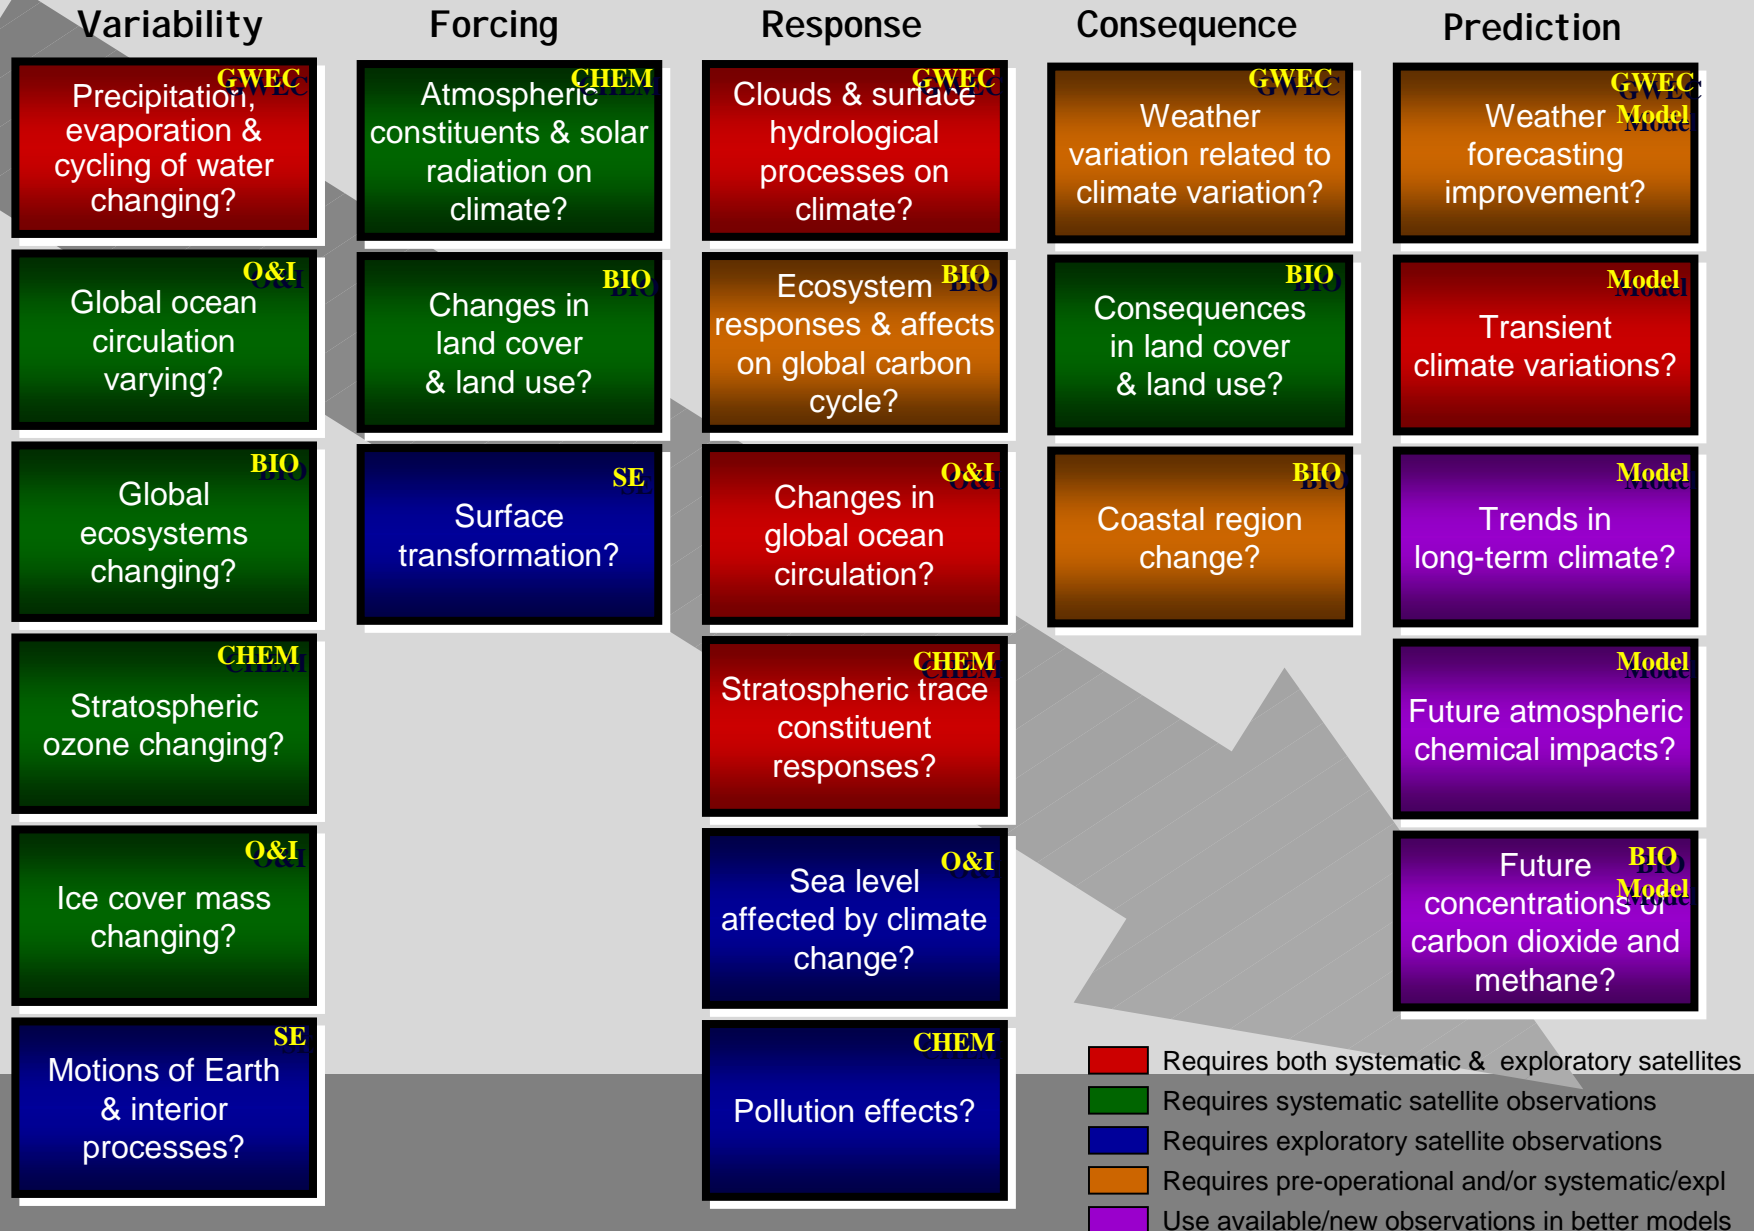 Variability
Forcing
Response
Consequence
Prediction
GWEC
Precipitation,
evaporation &
cycling of water
changing?
CHEM
Atmospheric
constituents & solar
radiation on
climate?
GWEC
Clouds & surface
hydrological
processes on
climate?
GWEC
Weather
variation related to
climate variation?
GWEC
Model
Weather
forecasting
improvement?
O&I
Global ocean
circulation
varying?
BIO
Changes in
land cover
& land use?
BIO
Ecosystem
responses & affects
on global carbon
cycle?
BIO
Consequences
in land cover
& land use?
Model
Transient
climate variations?
BIO
Global
ecosystems
changing?
SE
Surface
transformation?
O&I
Changes in
global ocean
circulation?
BIO
Coastal region
change?
Model
Trends in
long-term climate?
CHEM
Stratospheric
ozone changing?
CHEM
Stratospheric trace
constituent
responses?
Model
Future atmospheric
chemical impacts?
O&I
Ice cover mass
changing?
O&I
Sea level
affected by climate
change?
BIO
Model
Future
concentrations of
carbon dioxide and
methane?
SE
Motions of Earth
& interior
processes?
CHEM
Pollution effects?
Requires both systematic & exploratory satellites
Requires systematic satellite observations
Requires exploratory satellite observations
Requires pre-operational and/or systematic/expl
Use available/new observations in better models